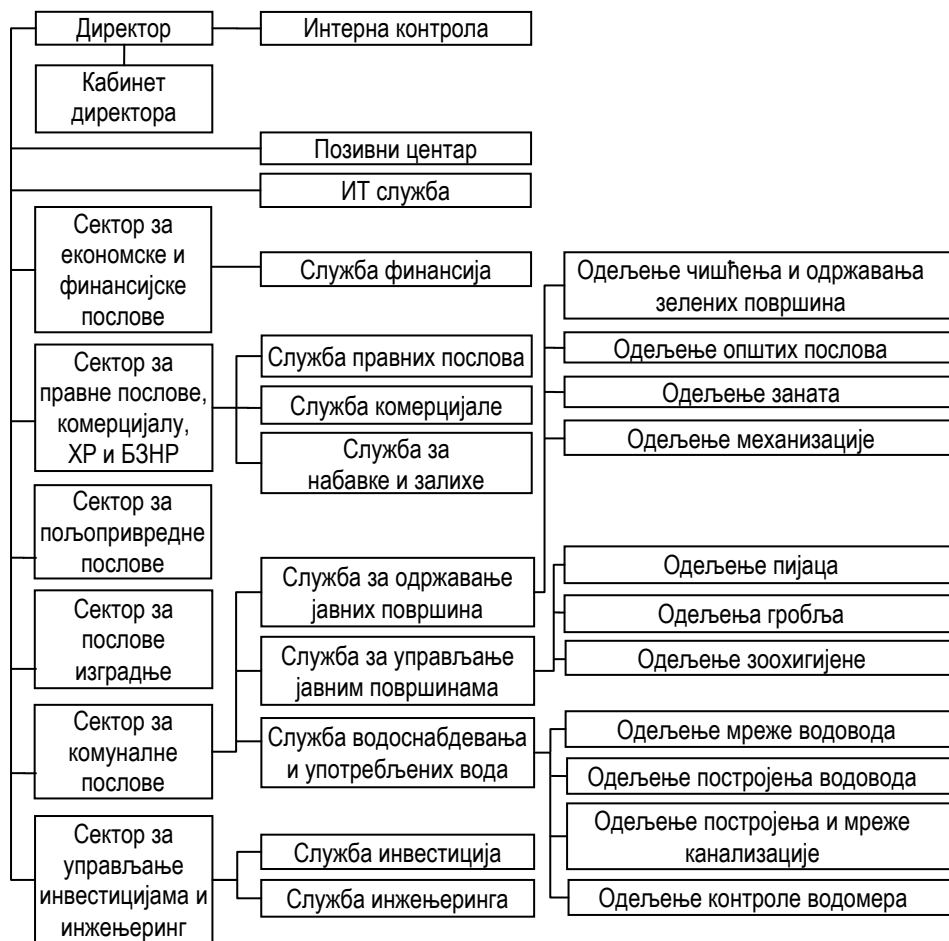 Директор
Интерна контрола
Кабинет
директора
Позивни центар
ИТ служба
Сектор за
економске и
финансијске
послове
Служба финансија
Сектор за
правне послове,
комерцијалу,
ХР и БЗНР
Служба правних послова
Служба комерцијале
Служба за
набавке и залихе
Сектор за
пољопривредне
послове
Сектор за
послове
изградње
Сектор за
комуналне
послове
Служба за одржавање
јавних површина
Одељење чишћења и одржавања
зелених површина
Одељење општих послова
Одељење заната
Одељење механизације
Служба за управљање
јавним површинама
Одељење пијаца
Одељења гробља
Одељење зоохигијене
Служба водоснабдевања
и употребљених вода
Одељење мреже водовода
Одељење постројења водовода
Одељење постројења и мреже
канализације
Одељење контроле водомера
Сектор за
управљање
инвестицијама и
инжењеринг
Служба инвестиција
Служба инжењеринга